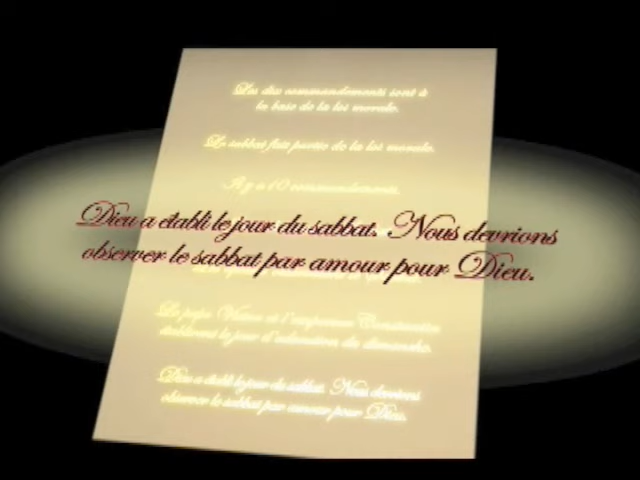 Les dix commandements sont à
la base de la loi morale.
Le sabbat fait partie de la loi morale.
Il y a 10 commandements.
Dieu a établi le jour du sabbat. Nous devrions
observer le sabbat par amour pour Dieu.
Le pape et l'empereur Constantin
établirent le jour d'adoration du dimanche.
Dieu a établi le jour du sabbat. Nous devrions
observer le sabbat par amour pour Dieu.